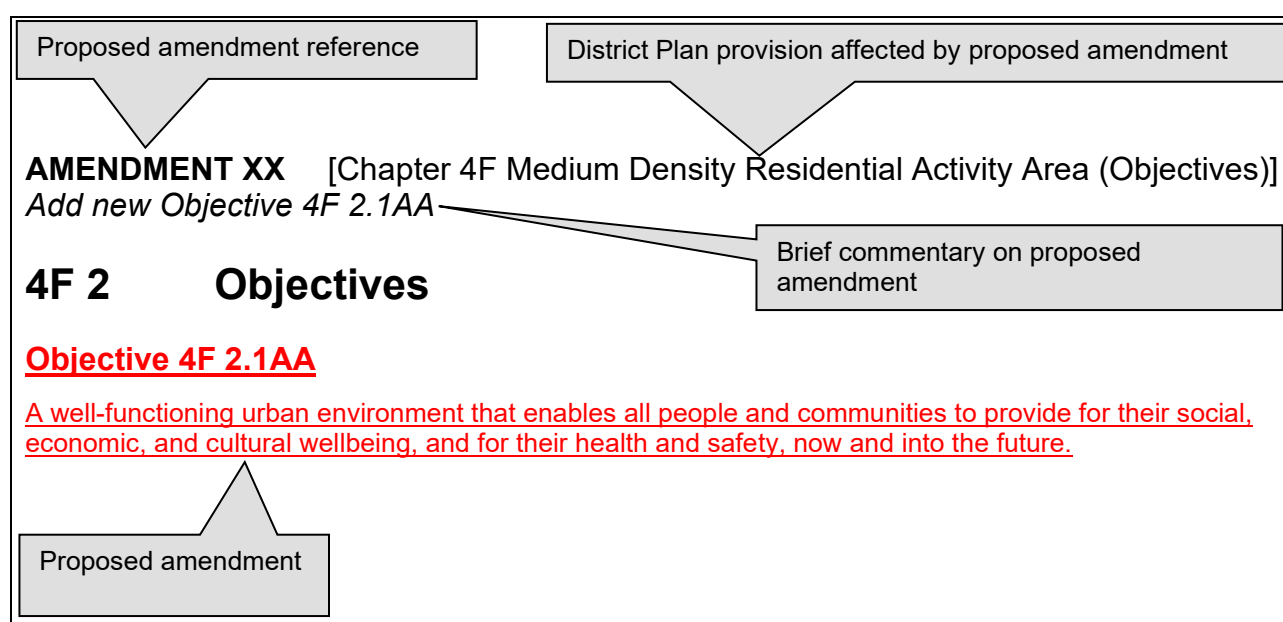 Proposed amendment reference
District Plan provision affected by proposed amendment
AMENDMENT XX [Chapter 4F Medium Density Residential Activity Area (Objectives)]
Add new Objective 4F 2.1AA
Brief commentary on proposed
amendment
4F 2 Objectives
Objective 4F 2.1AA
A well-functioning urban environment that enables all people and communities to provide for their social,
economic, and cultural wellbeing, and for their health and safety, now and into the future.
Proposed amendment